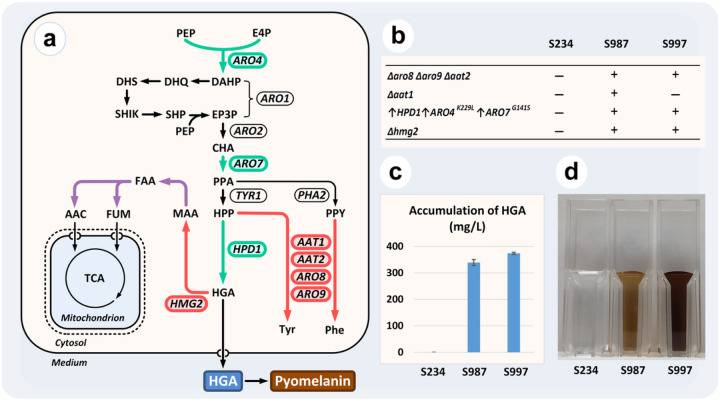 a
PEP E4P
ARO4
DHS DHQ DAHP
ARO1
SHIK SHP EP3P
PEP
ARO2
CHA
ARO7
FAA PPA
TYR1 PHA2
AAC FUM MAA HPP PPY
HPD1
AAT1
AAT2
ARO8
ARO9
TCA
HGA
HMG2
Mitochondrion
Tyr Phe
Cytosol
Medium
HGA Pyomelanin
b
S234 S987 S997
Δaro8 Δaro9 Δaat2 – + +
Δaat1 – + –
↑HPD1↑ARO4 K229L ↑ARO7 G141S – + +
Δhmg2 – + +
c
Accumulation of HGA
(mg/L)
400
300
200
100
0
S234 S987 S997
d
S234 S987 S997